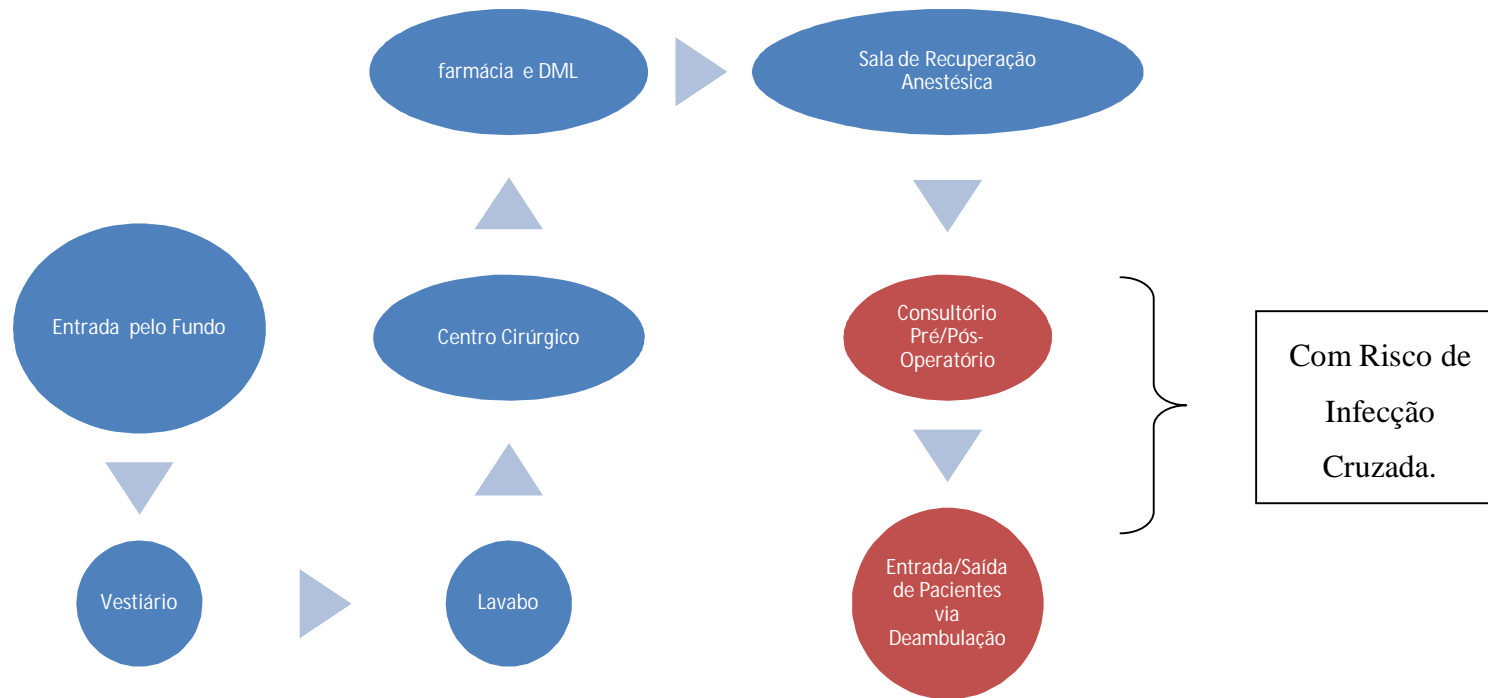 Entrada pelo Fundo
Vestiário
Lavabo
Centro Cirúrgico
farmácia e DML
Sala de Recuperação
Anestésica
Consultório
Pré/Pós-
Operatório
Entrada/Saída
de Pacientes
via
Deambulação
Com Risco de
Infecção
Cruzada.